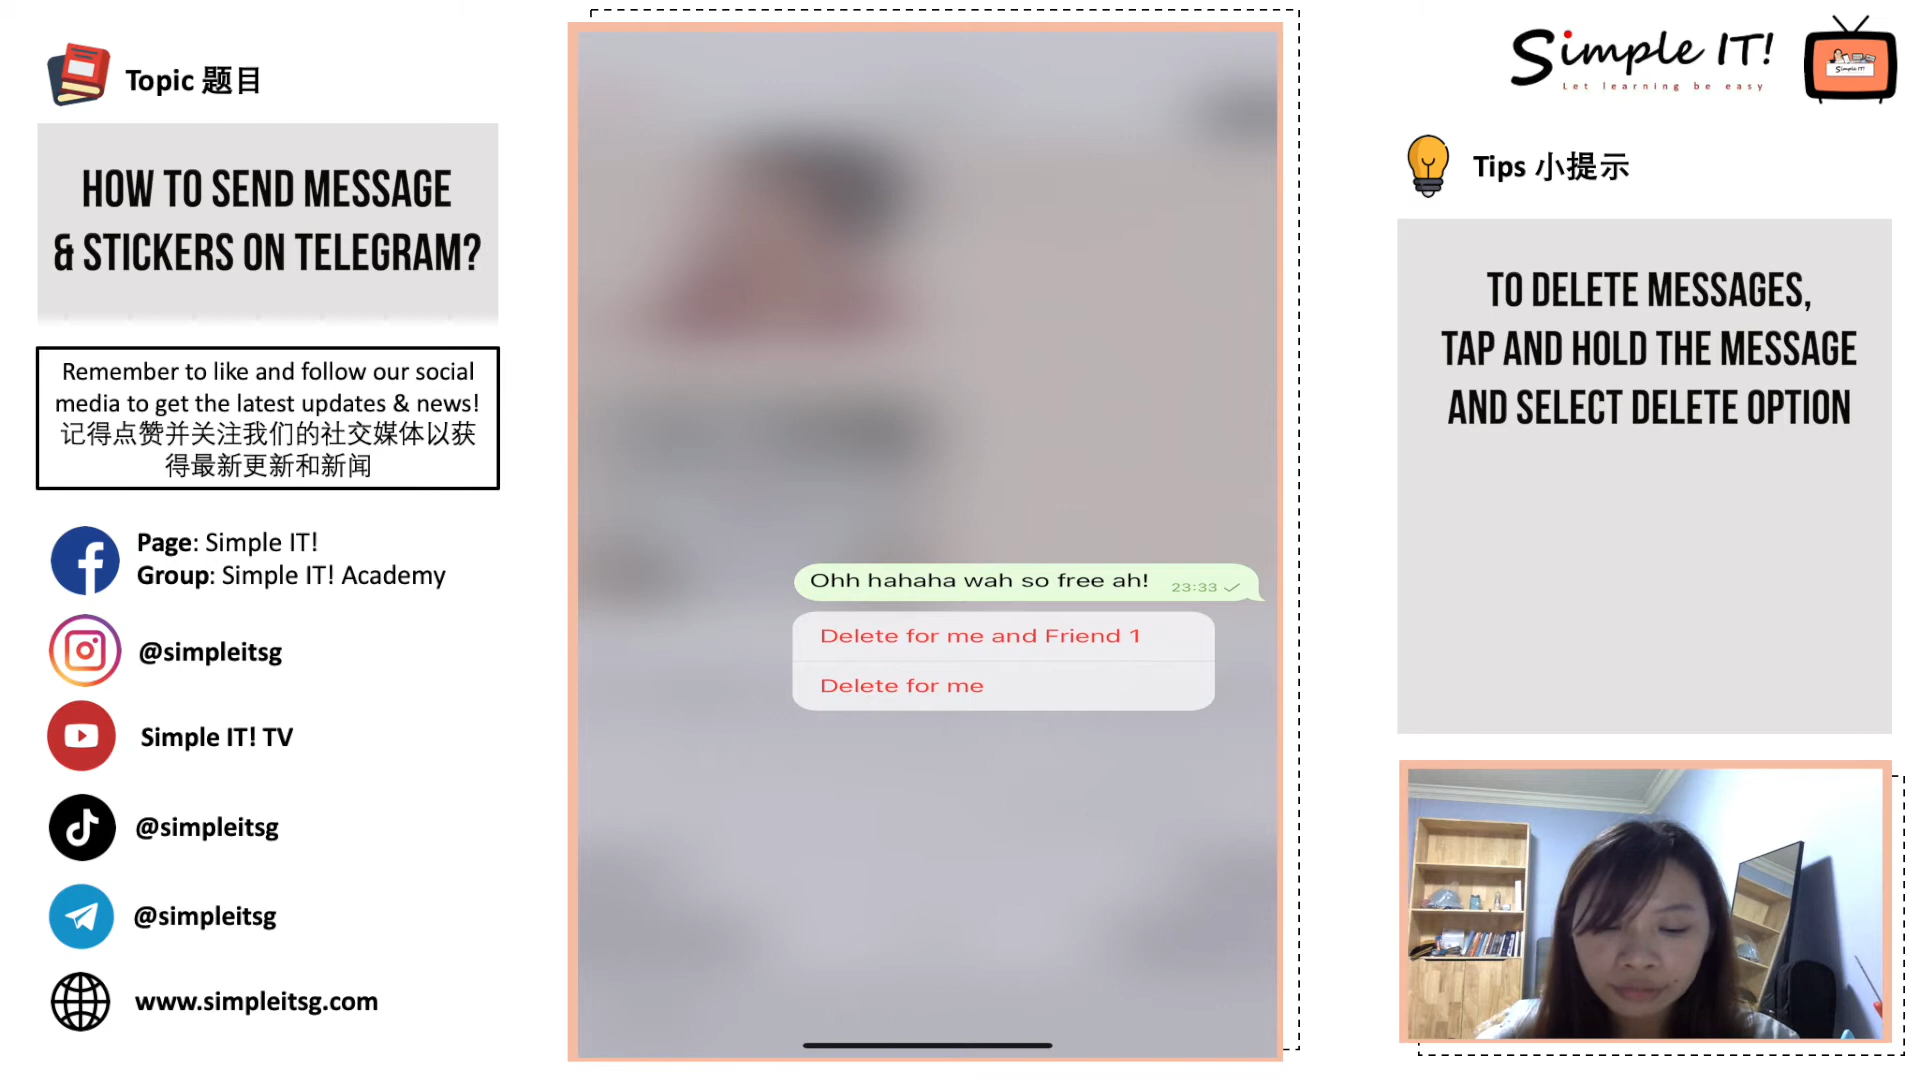 Topic 题目
HOW TO SEND MESSAGE
& STICKERS ON TELEGRAM?
Remember to like and follow our social
media to get the latest updates & news!
记得点赞并关注我们的社交媒体以获
得最新更新和新闻
Page: Simple IT!
Group: Simple IT! Academy
@simpleitsg
Simple IT! TV
@simpleitsg
@simpleitsg
www.simpleitsg.com
Ohh hahaha wah so free ah! 23:33
Delete for me and Friend 1
Delete for me
Simple IT!
Let learning be easy
Simple IT!
Tips 小提示
TO DELETE MESSAGES,
TAP AND HOLD THE MESSAGE
AND SELECT DELETE OPTION